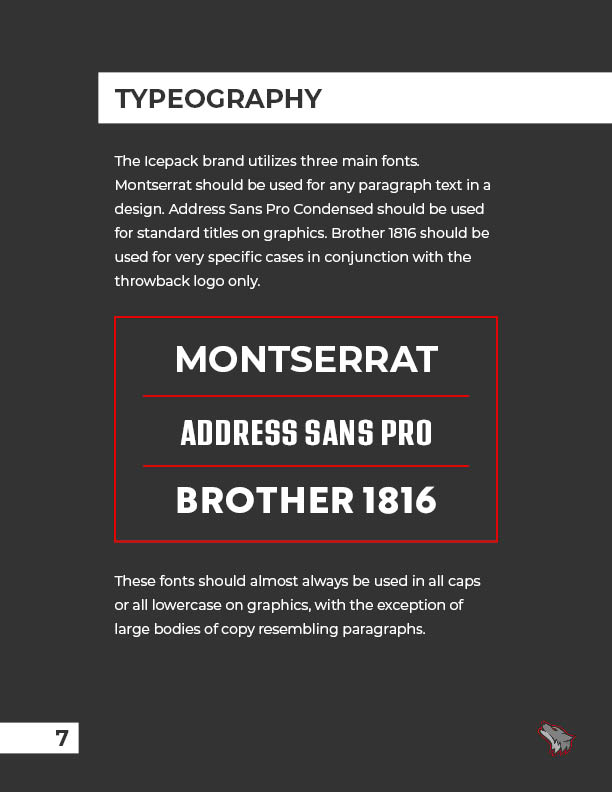 TYPEOGRAPHY
The Icepack brand utilizes three main fonts.
Montserrat should be used for any paragraph text in a
design. Address Sans Pro Condensed should be used
for standard titles on graphics. Brother 1816 should be
used for very specific cases in conjunction with the
throwback logo only.
MONTSERRAT
ADDRESS SANS PRO
BROTHER 1816
These fonts should almost always be used in all caps
or all lowercase on graphics, with the exception of
large bodies of copy resembling paragraphs.
7